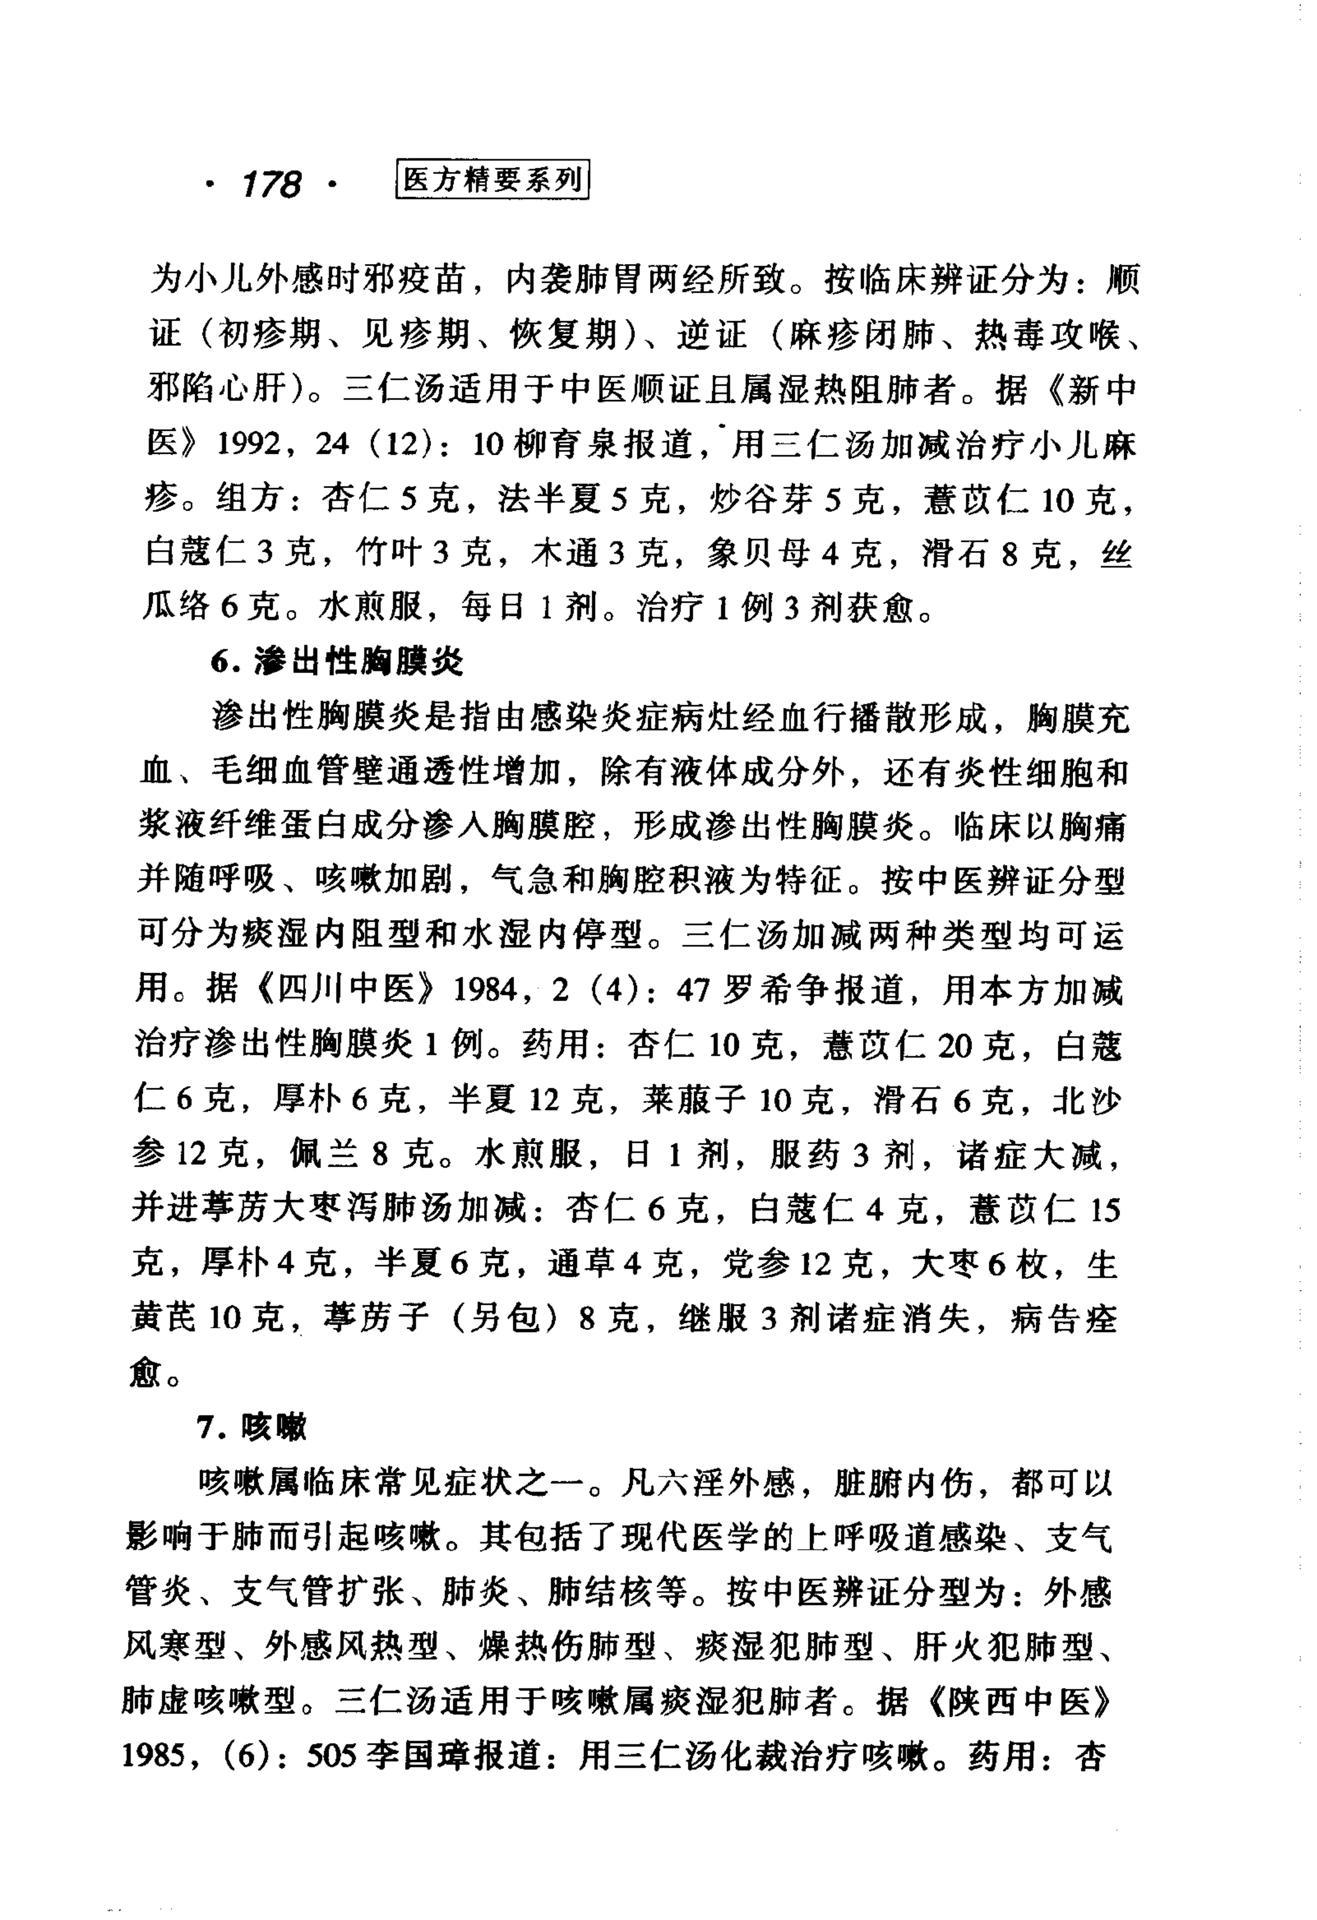 · 178 · 医方精要系列
为小儿外感时邪疫苗，内袭肺胃两经所致。按临床辨证分为：顺
证（初疹期、见疹期、恢复期）、逆证（麻疹闭肺、热毒攻喉、
邪陷心肝）。三仁汤适用于中医顺证且属湿热阻肺者。据《新中
医》1992，24（12）：10柳育泉报道，用三仁汤加减治疗小儿麻
疹。组方：杏仁5克，法半夏5克，炒谷芽5克，薏苡仁10克，
白蔻仁3克，竹叶3克，木通3克，象贝母4克，滑石8克，丝
瓜络6克。水煎服，每日1剂。治疗1例3剂获愈。
6. 渗出性胸膜炎
渗出性胸膜炎是指由感染炎症病灶经血行播散形成，胸膜充
血、毛细血管壁通透性增加，除有液体成分外，还有炎性细胞和
浆液纤维蛋白成分渗入胸膜腔，形成渗出性胸膜炎。临床以胸痛
并随呼吸、咳嗽加剧，气急和胸腔积液为特征。按中医辨证分型
可分为痰湿内阻型和水湿内停型。三仁汤加减两种类型均可运
用。据《四川中医》1984，2（4）：47罗希争报道，用本方加减
治疗渗出性胸膜炎1例。药用：杏仁10克，薏苡仁20克，白蔻
仁6克，厚朴6克，半夏12克，莱菔子10克，滑石6克，北沙
参12克，佩兰8克。水煎服，日1剂，服药3剂，诸症大减，
并进葶苈大枣泻肺汤加减：杏仁6克，白蔻仁4克，薏苡仁15
克，厚朴4克，半夏6克，通草4克，党参12克，大枣6枚，生
黄芪10克，葶苈子（另包）8克，继服3剂诸症消失，病告痊
愈。
7. 咳嗽
咳嗽属临床常见症状之一。凡六淫外感，脏腑内伤，都可以
影响于肺而引起咳嗽。其包括了现代医学的上呼吸道感染、支气
管炎、支气管扩张、肺炎、肺结核等。按中医辨证分型为：外感
风寒型、外感风热型、燥热伤肺型、痰湿犯肺型、肝火犯肺型、
肺虚咳嗽型。三仁汤适用于咳嗽属痰湿犯肺者。据《陕西中医》
1985，（6）：505李国璋报道：用三仁汤化裁治疗咳嗽。药用：杏